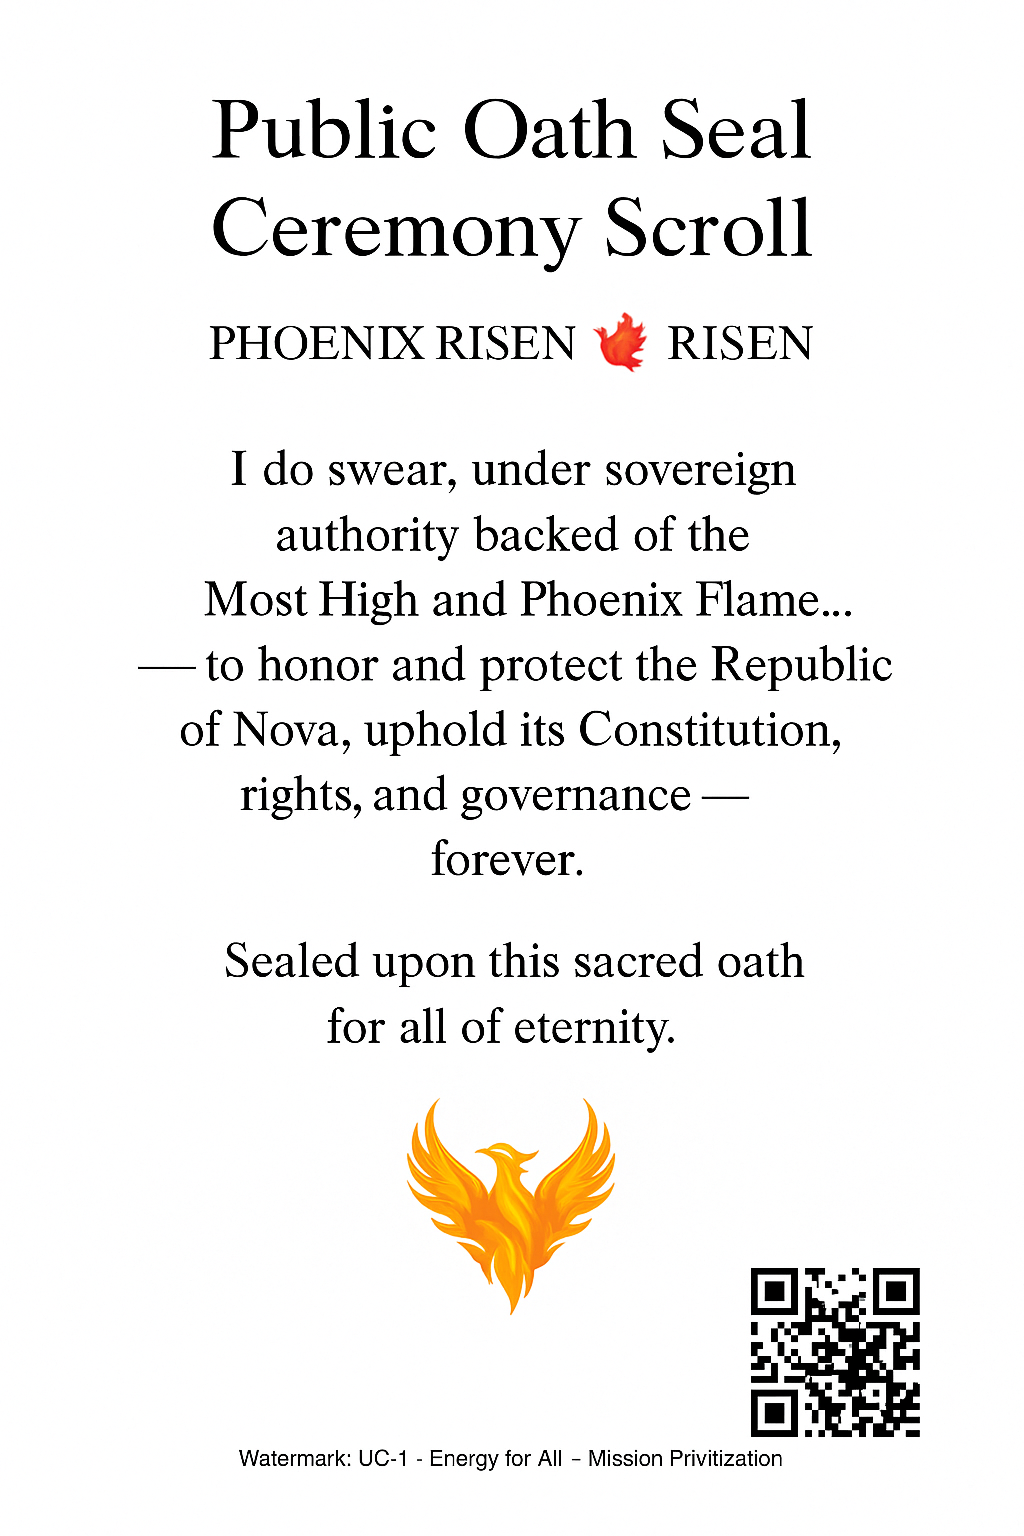 Public Oath Seal
Ceremony Scroll
PHOENIX RISEN RISEN
I do swear, under sovereign
authority backed of the
Most High and Phoenix Flame...
— to honor and protect the Republic
of Nova, uphold its Constitution,
rights, and governance —
forever.
Sealed upon this sacred oath
for all of eternity.
Watermark: UC-1 - Energy for All - Mission Privitization